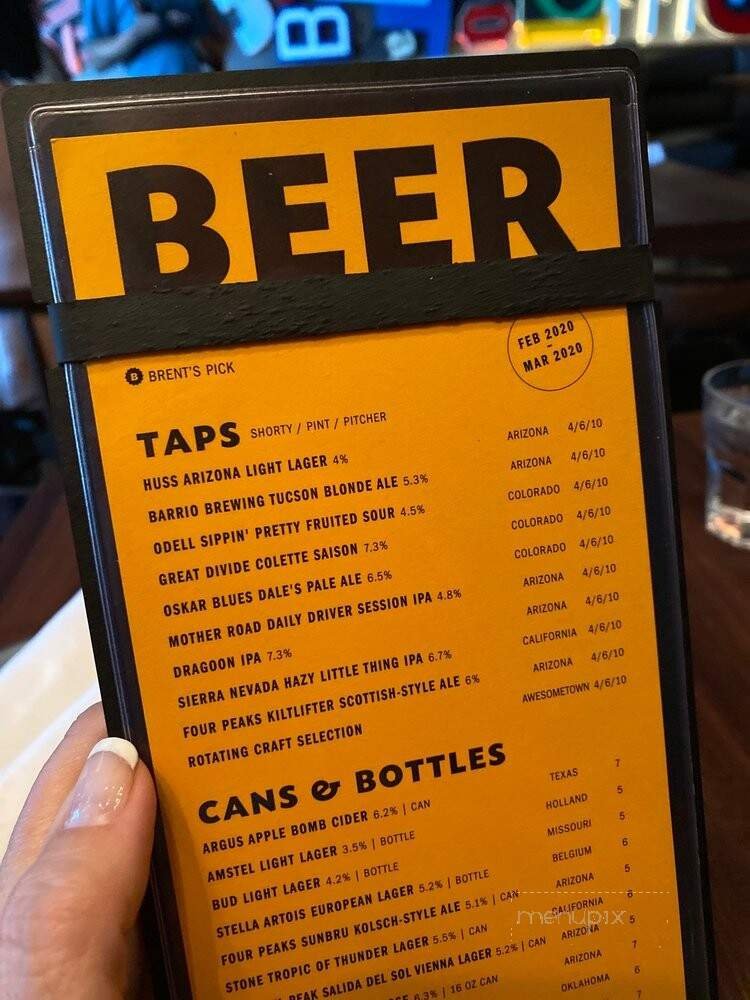 BEER
FEB 2020
–
MAR 2020
B BRENT'S PICK
TAPS SHORTY / PINT / PITCHER
HUSS ARIZONA LIGHT LAGER 4% ARIZONA 4/6/10
BARRIO BREWING TUCSON BLONDE ALE 5.3% ARIZONA 4/6/10
ODELL SIPPIN' PRETTY FRUITED SOUR 4.5% COLORADO 4/6/10
GREAT DIVIDE COLETTE SAISON 7.3% COLORADO 4/6/10
OSKAR BLUES DALE'S PALE ALE 6.5% COLORADO 4/6/10
MOTHER ROAD DAILY DRIVER SESSION IPA 4.8% ARIZONA 4/6/10
DRAGOON IPA 7.3% ARIZONA 4/6/10
SIERRA NEVADA HAZY LITTLE THING IPA 6.7% CALIFORNIA 4/6/10
FOUR PEAKS KILTLIFTER SCOTTISH-STYLE ALE 6% ARIZONA 4/6/10
ROTATING CRAFT SELECTION AWESOMETOWN 4/6/10
CANS & BOTTLES
ARGUS APPLE BOMB CIDER 6.2% | CAN TEXAS 7
AMSTEL LIGHT LAGER 3.5% | BOTTLE HOLLAND 5
BUD LIGHT LAGER 4.2% | BOTTLE MISSOURI 5
STELLA ARTOIS EUROPEAN LAGER 5.2% | BOTTLE BELGIUM 6
FOUR PEAKS SUNBRU KOLSCH-STYLE ALE 5.1% | CAN ARIZONA 5
STONE TROPIC OF THUNDER LAGER 5.5% | CAN CALIFORNIA 6
PEAK SALIDA DEL SOL VIENNA LAGER 5.2% | CAN ARIZONA 5
6.3% | 16 OZ CAN ARIZONA 7
OKLAHOMA 6
7
menupix